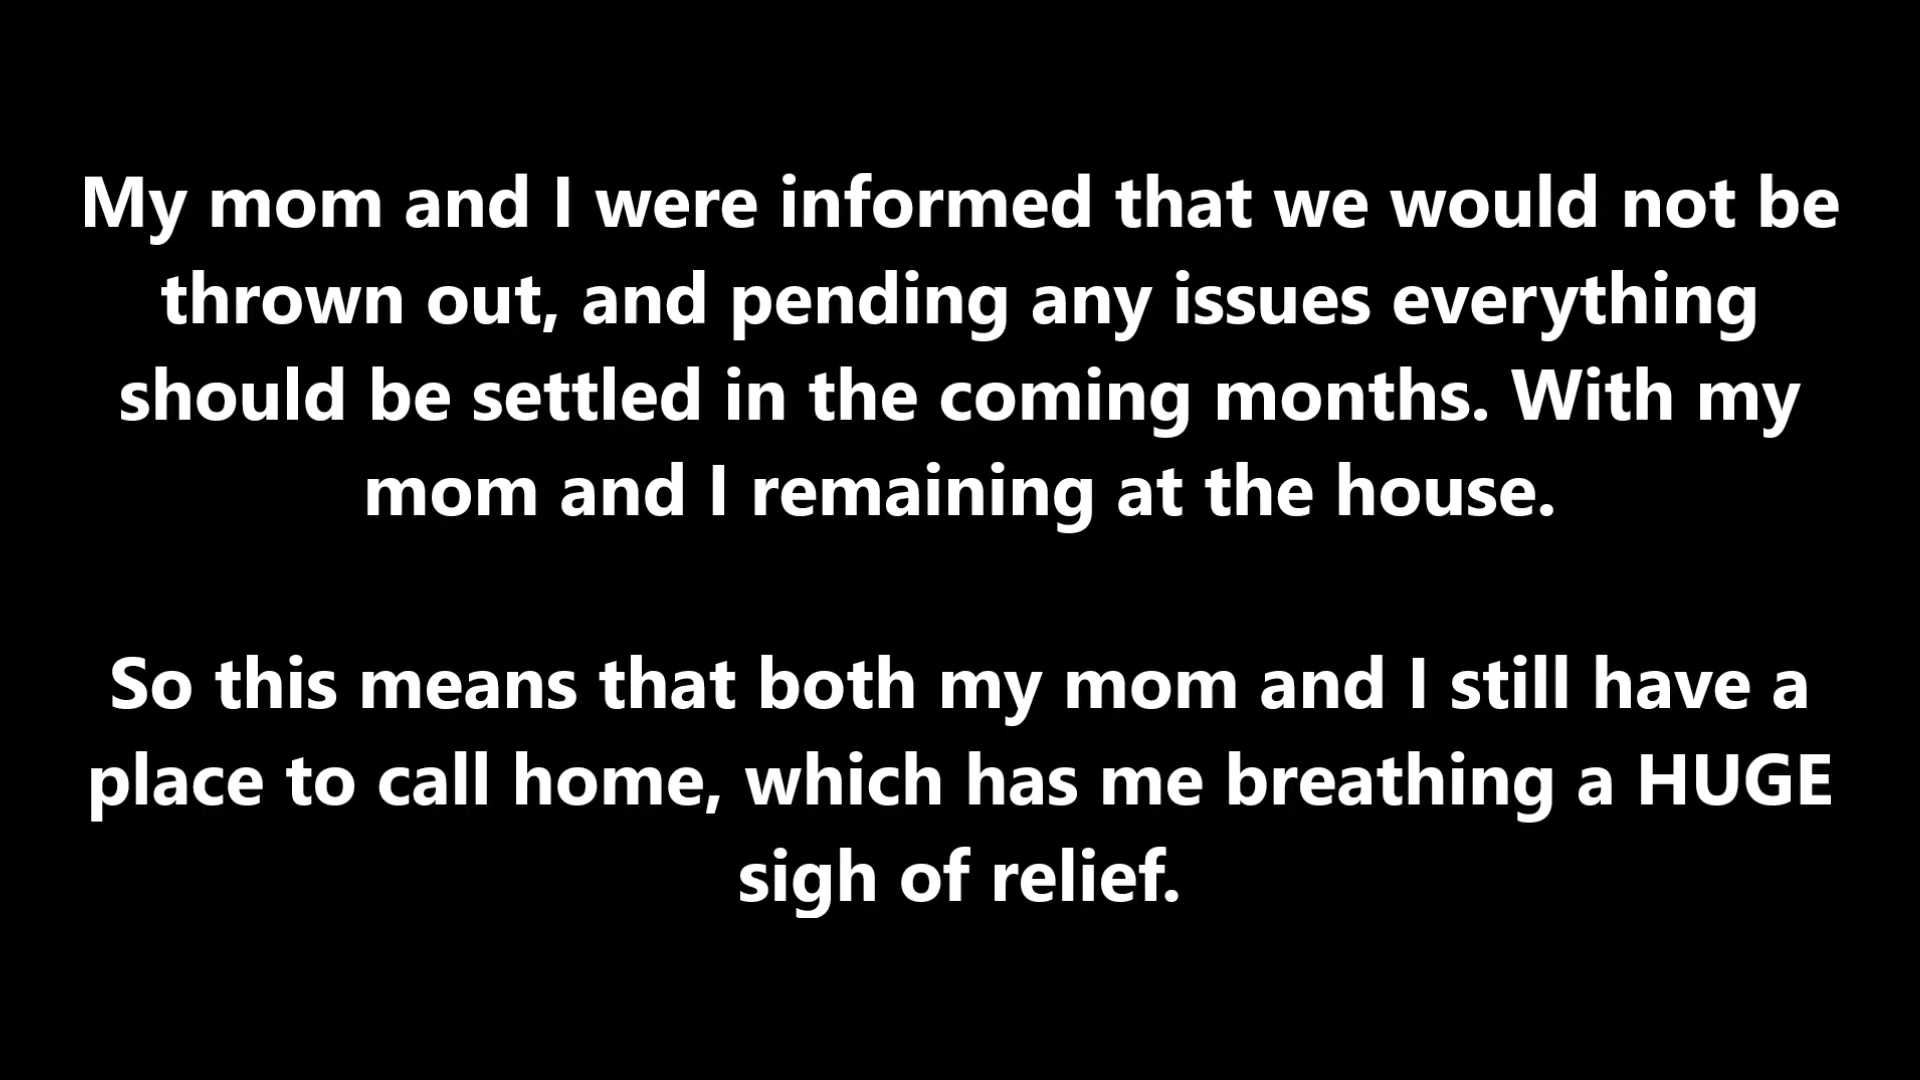 My mom and I were informed that we would not be
thrown out, and pending any issues everything
should be settled in the coming months. With my
mom and I remaining at the house.
So this means that both my mom and I still have a
place to call home, which has me breathing a HUGE
sigh of relief.